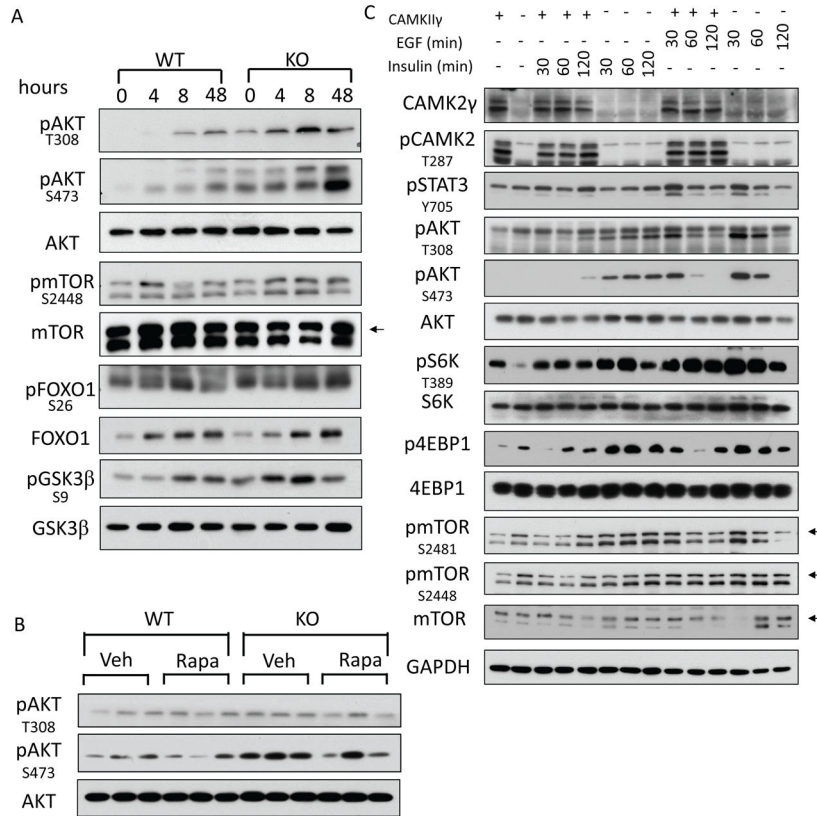 A
WT KO
hours 0 4 8 48 0 4 8 48
pAKT
T308
pAKT
S473
AKT
pmTOR
S2448
mTOR
pFOXO1
S26
FOXO1
pGSK3β
S9
GSK3β
B
WT KO
Veh Rapa Veh Rapa
pAKT
T308
pAKT
S473
AKT
C
CAMKIIγ + - + + + - - - + + + - - -
EGF (min) - - - - - - - - 30 60 120 30 60 120
Insulin (min) - - 30 60 120 30 60 120 - - - - - -
CAMK2γ
pCAMK2
T287
pSTAT3
Y705
pAKT
T308
pAKT
S473
AKT
pS6K
T389
S6K
p4EBP1
4EBP1
pmTOR
S2481
pmTOR
S2448
mTOR
GAPDH